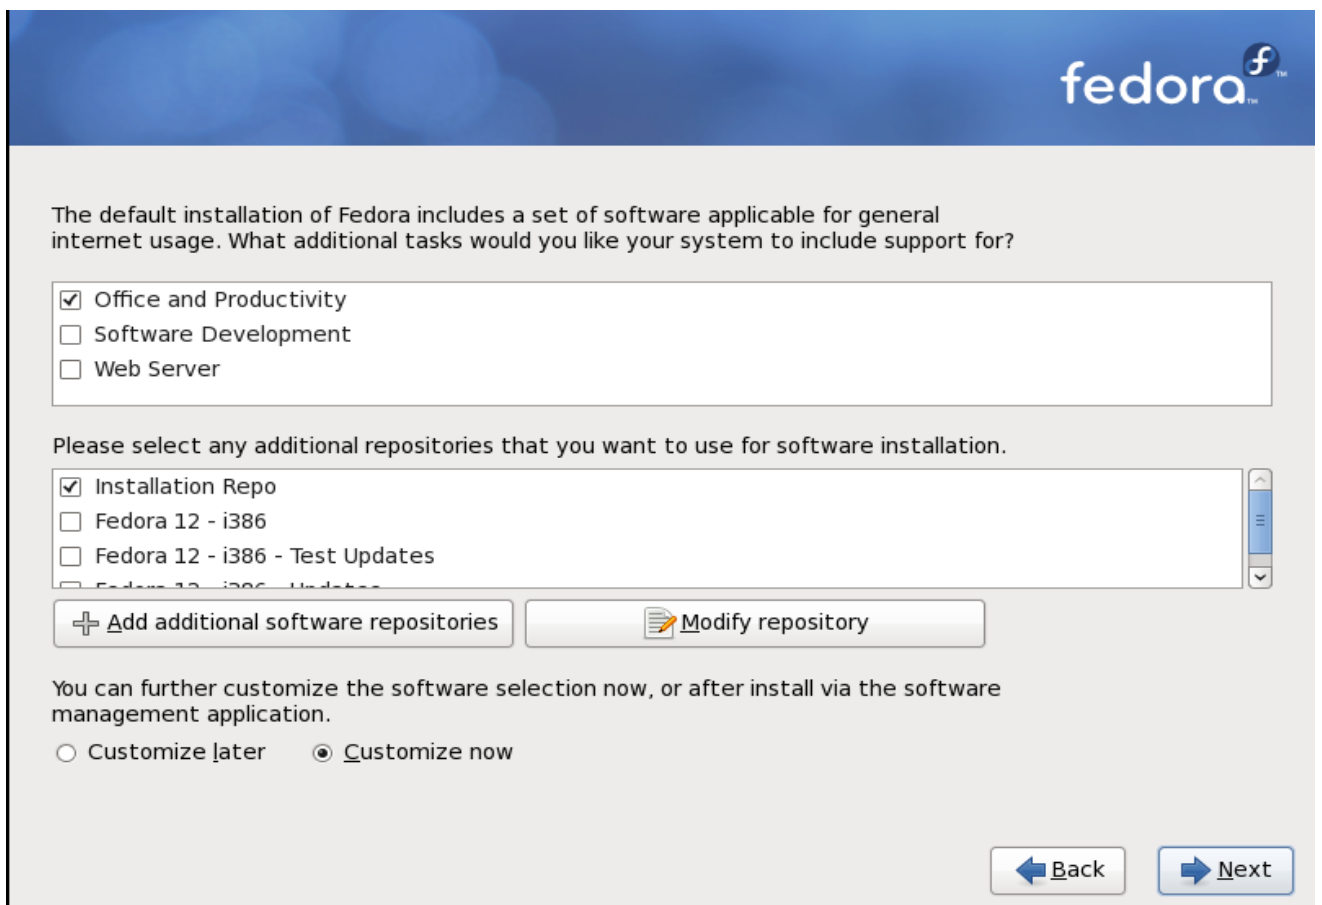 fedora
The default installation of Fedora includes a set of software applicable for general
internet usage. What additional tasks would you like your system to include support for?
Office and Productivity
Software Development
Web Server
Please select any additional repositories that you want to use for software installation.
Installation Repo
Fedora 12 - i386
Fedora 12 - i386 - Test Updates
Fedora 12 - i386 - Updates
Add additional software repositories
Modify repository
You can further customize the software selection now, or after install via the software
management application.
Customize later
Customize now
Back
Next